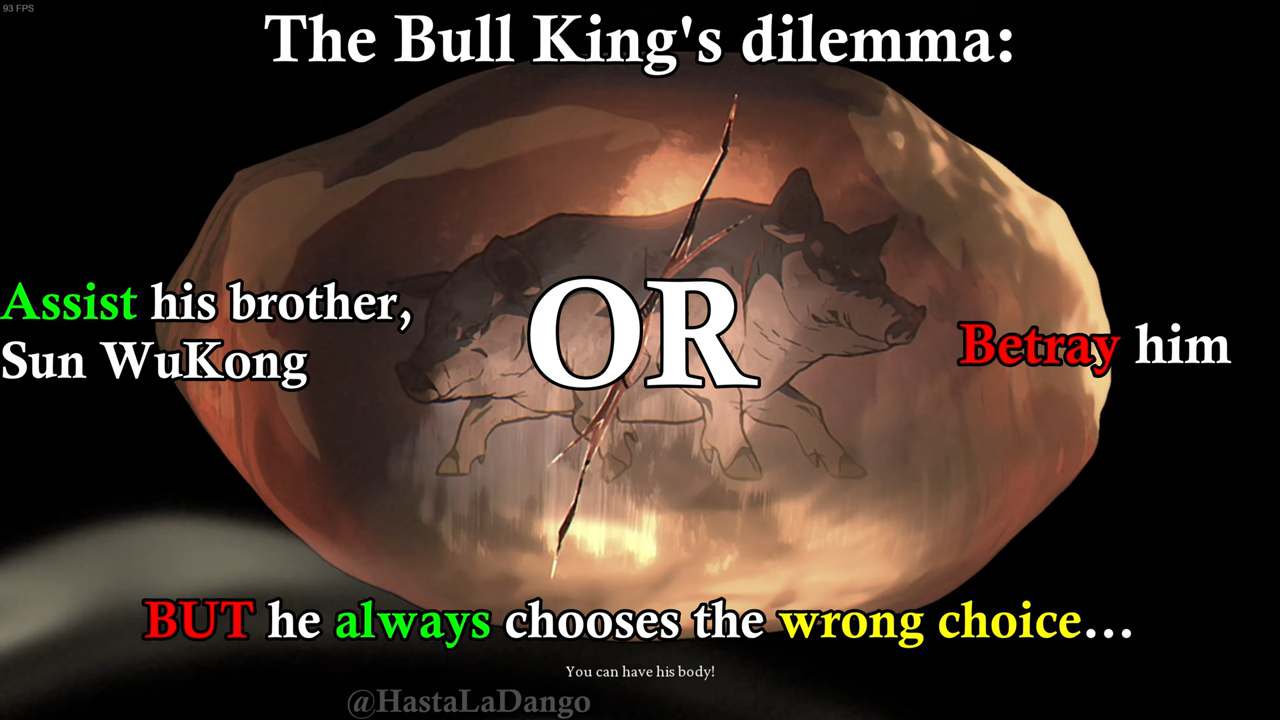 93 FPS
The Bull King's dilemma:
Assist his brother,
Sun WuKong
OR
Betray him
BUT he always chooses the wrong choice...
You can have his body!
@HastaLaDango